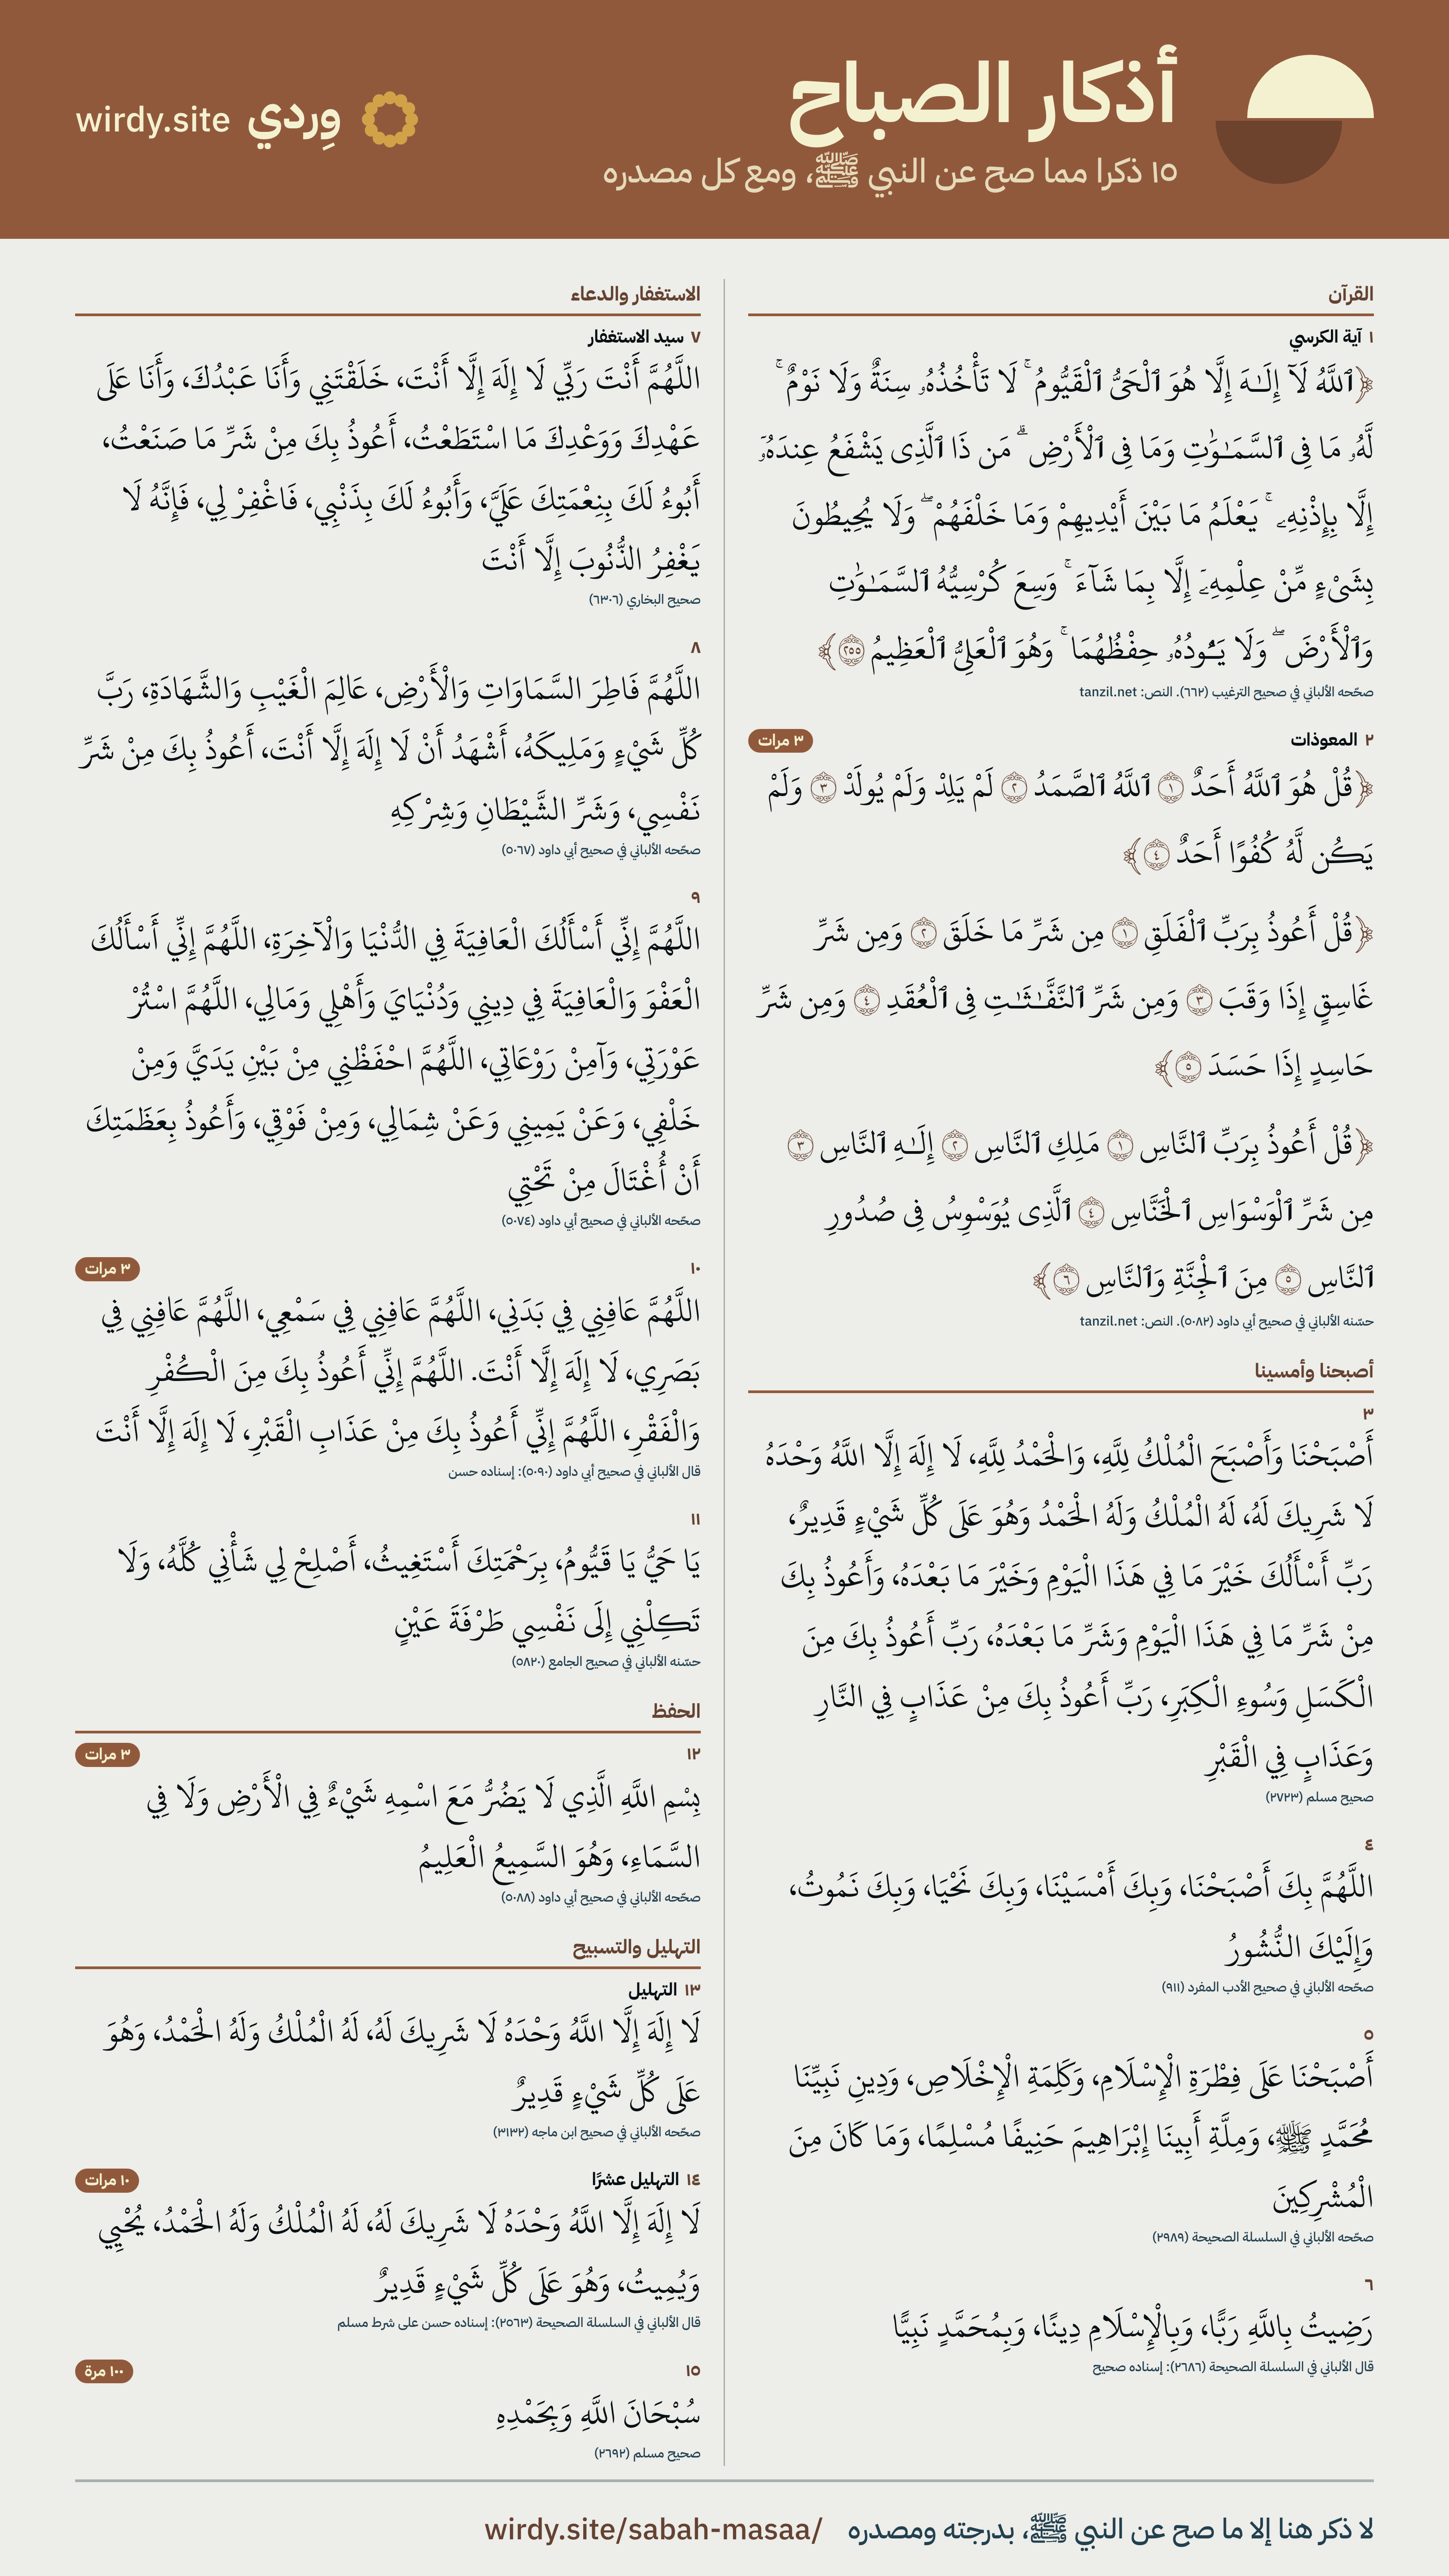 أذكار الصباح
١٥ ذكرا مما صح عن النبي ﷺ، ومع كل مصدره
وِردي wirdy.site
القرآن
١ آية الكرسي
﴿ٱللَّهُ لَآ إِلَـٰهَ إِلَّا هُوَ ٱلْحَىُّ ٱلْقَيُّومُ ۚ لَا تَأْخُذُهُۥ سِنَةٌ وَلَا نَوْمٌ ۚ
لَّهُۥ مَا فِى ٱلسَّمَـٰوَٰتِ وَمَا فِى ٱلْأَرْضِ ۗ مَن ذَا ٱلَّذِى يَشْفَعُ عِندَهُۥٓ
إِلَّا بِإِذْنِهِۦ ۚ يَعْلَمُ مَا بَيْنَ أَيْدِيهِمْ وَمَا خَلْفَهُمْ ۖ وَلَا يُحِيطُونَ
بِشَىْءٍ مِّنْ عِلْمِهِۦٓ إِلَّا بِمَا شَآءَ ۚ وَسِعَ كُرْسِيُّهُ ٱلسَّمَـٰوَٰتِ
وَٱلْأَرْضَ ۖ وَلَا يَـُٔودُهُۥ حِفْظُهُمَا ۚ وَهُوَ ٱلْعَلِىُّ ٱلْعَظِيمُ ٢٥٥﴾
صحّحه الألباني في صحيح الترغيب (٦٦٢). النص: tanzil.net
٢ المعوذات
٣ مرات
﴿قُلْ هُوَ ٱللَّهُ أَحَدٌ ١ ٱللَّهُ ٱلصَّمَدُ ٢ لَمْ يَلِدْ وَلَمْ يُولَدْ ٣ وَلَمْ
يَكُن لَّهُ كُفُوًا أَحَدٌ ٤﴾
﴿قُلْ أَعُوذُ بِرَبِّ ٱلْفَلَقِ ١ مِن شَرِّ مَا خَلَقَ ٢ وَمِن شَرِّ
غَاسِقٍ إِذَا وَقَبَ ٣ وَمِن شَرِّ ٱلنَّفَّـٰثَـٰتِ فِى ٱلْعُقَدِ ٤ وَمِن شَرِّ
حَاسِدٍ إِذَا حَسَدَ ٥﴾
﴿قُلْ أَعُوذُ بِرَبِّ ٱلنَّاسِ ١ مَلِكِ ٱلنَّاسِ ٢ إِلَـٰهِ ٱلنَّاسِ ٣
مِن شَرِّ ٱلْوَسْوَاسِ ٱلْخَنَّاسِ ٤ ٱلَّذِى يُوَسْوِسُ فِى صُدُورِ
ٱلنَّاسِ ٥ مِنَ ٱلْجِنَّةِ وَٱلنَّاسِ ٦﴾
حسّنه الألباني في صحيح أبي داود (٥٠٨٢). النص: tanzil.net
أصبحنا وأمسينا
٣
أَصْبَحْنَا وَأَصْبَحَ الْمُلْكُ لِلَّهِ، وَالْحَمْدُ لِلَّهِ، لَا إِلَهَ إِلَّا اللَّهُ وَحْدَهُ
لَا شَرِيكَ لَهُ، لَهُ الْمُلْكُ وَلَهُ الْحَمْدُ وَهُوَ عَلَى كُلِّ شَيْءٍ قَدِيرٌ،
رَبِّ أَسْأَلُكَ خَيْرَ مَا فِي هَذَا الْيَوْمِ وَخَيْرَ مَا بَعْدَهُ، وَأَعُوذُ بِكَ
مِنْ شَرِّ مَا فِي هَذَا الْيَوْمِ وَشَرِّ مَا بَعْدَهُ، رَبِّ أَعُوذُ بِكَ مِنَ
الْكَسَلِ وَسُوءِ الْكِبَرِ، رَبِّ أَعُوذُ بِكَ مِنْ عَذَابٍ فِي النَّارِ
وَعَذَابٍ فِي الْقَبْرِ
صحيح مسلم (٢٧٢٣)
٤
اللَّهُمَّ بِكَ أَصْبَحْنَا، وَبِكَ أَمْسَيْنَا، وَبِكَ نَحْيَا، وَبِكَ نَمُوتُ،
وَإِلَيْكَ النُّشُورُ
صحّحه الألباني في صحيح الأدب المفرد (٩١١)
٥
أَصْبَحْنَا عَلَى فِطْرَةِ الْإِسْلَامِ، وَكَلِمَةِ الْإِخْلَاصِ، وَدِينِ نَبِيِّنَا
مُحَمَّدٍ ﷺ، وَمِلَّةِ أَبِينَا إِبْرَاهِيمَ حَنِيفًا مُسْلِمًا، وَمَا كَانَ مِنَ
الْمُشْرِكِينَ
صحّحه الألباني في السلسلة الصحيحة (٢٩٨٩)
٦
رَضِيتُ بِاللَّهِ رَبًّا، وَبِالْإِسْلَامِ دِينًا، وَبِمُحَمَّدٍ نَبِيًّا
قال الألباني في السلسلة الصحيحة (٢٦٨٦): إسناده صحيح
الاستغفار والدعاء
٧ سيد الاستغفار
اللَّهُمَّ أَنْتَ رَبِّي لَا إِلَهَ إِلَّا أَنْتَ، خَلَقْتَنِي وَأَنَا عَبْدُكَ، وَأَنَا عَلَى
عَهْدِكَ وَوَعْدِكَ مَا اسْتَطَعْتُ، أَعُوذُ بِكَ مِنْ شَرِّ مَا صَنَعْتُ،
أَبُوءُ لَكَ بِنِعْمَتِكَ عَلَيَّ، وَأَبُوءُ لَكَ بِذَنْبِي، فَاغْفِرْ لِي، فَإِنَّهُ لَا
يَغْفِرُ الذُّنُوبَ إِلَّا أَنْتَ
صحيح البخاري (٦٣٠٦)
٨
اللَّهُمَّ فَاطِرَ السَّمَاوَاتِ وَالْأَرْضِ، عَالِمَ الْغَيْبِ وَالشَّهَادَةِ، رَبَّ
كُلِّ شَيْءٍ وَمَلِيكَهُ، أَشْهَدُ أَنْ لَا إِلَهَ إِلَّا أَنْتَ، أَعُوذُ بِكَ مِنْ شَرِّ
نَفْسِي، وَشَرِّ الشَّيْطَانِ وَشِرْكِهِ
صحّحه الألباني في صحيح أبي داود (٥٠٦٧)
٩
اللَّهُمَّ إِنِّي أَسْأَلُكَ الْعَافِيَةَ فِي الدُّنْيَا وَالْآخِرَةِ، اللَّهُمَّ إِنِّي أَسْأَلُكَ
الْعَفْوَ وَالْعَافِيَةَ فِي دِينِي وَدُنْيَايَ وَأَهْلِي وَمَالِي، اللَّهُمَّ اسْتُرْ
عَوْرَتِي، وَآمِنْ رَوْعَاتِي، اللَّهُمَّ احْفَظْنِي مِنْ بَيْنِ يَدَيَّ وَمِنْ
خَلْفِي، وَعَنْ يَمِينِي وَعَنْ شِمَالِي، وَمِنْ فَوْقِي، وَأَعُوذُ بِعَظَمَتِكَ
أَنْ أُغْتَالَ مِنْ تَحْتِي
صحّحه الألباني في صحيح أبي داود (٥٠٧٤)
١٠
٣ مرات
اللَّهُمَّ عَافِنِي فِي بَدَنِي، اللَّهُمَّ عَافِنِي فِي سَمْعِي، اللَّهُمَّ عَافِنِي فِي
بَصَرِي، لَا إِلَهَ إِلَّا أَنْتَ. اللَّهُمَّ إِنِّي أَعُوذُ بِكَ مِنَ الْكُفْرِ
وَالْفَقْرِ، اللَّهُمَّ إِنِّي أَعُوذُ بِكَ مِنْ عَذَابِ الْقَبْرِ، لَا إِلَهَ إِلَّا أَنْتَ
قال الألباني في صحيح أبي داود (٥٠٩٠): إسناده حسن
١١
يَا حَيُّ يَا قَيُّومُ، بِرَحْمَتِكَ أَسْتَغِيثُ، أَصْلِحْ لِي شَأْنِي كُلَّهُ، وَلَا
تَكِلْنِي إِلَى نَفْسِي طَرْفَةَ عَيْنٍ
حسّنه الألباني في صحيح الجامع (٥٨٢٠)
الحفظ
١٢
٣ مرات
بِسْمِ اللَّهِ الَّذِي لَا يَضُرُّ مَعَ اسْمِهِ شَيْءٌ فِي الْأَرْضِ وَلَا فِي
السَّمَاءِ، وَهُوَ السَّمِيعُ الْعَلِيمُ
صحّحه الألباني في صحيح أبي داود (٥٠٨٨)
التهليل والتسبيح
١٣ التهليل
لَا إِلَهَ إِلَّا اللَّهُ وَحْدَهُ لَا شَرِيكَ لَهُ، لَهُ الْمُلْكُ وَلَهُ الْحَمْدُ، وَهُوَ
عَلَى كُلِّ شَيْءٍ قَدِيرٌ
صحّحه الألباني في صحيح ابن ماجه (٣١٣٢)
١٤ التهليل عشرًا
١٠ مرات
لَا إِلَهَ إِلَّا اللَّهُ وَحْدَهُ لَا شَرِيكَ لَهُ، لَهُ الْمُلْكُ وَلَهُ الْحَمْدُ، يُحْيِي
وَيُمِيتُ، وَهُوَ عَلَى كُلِّ شَيْءٍ قَدِيرٌ
قال الألباني في السلسلة الصحيحة (٢٥٦٣): إسناده حسن على شرط مسلم
١٥
١٠٠ مرة
سُبْحَانَ اللَّهِ وَبِحَمْدِهِ
صحيح مسلم (٢٦٩٢)
لا ذكر هنا إلا ما صح عن النبي ﷺ، بدرجته ومصدره wirdy.site/sabah-masaa/